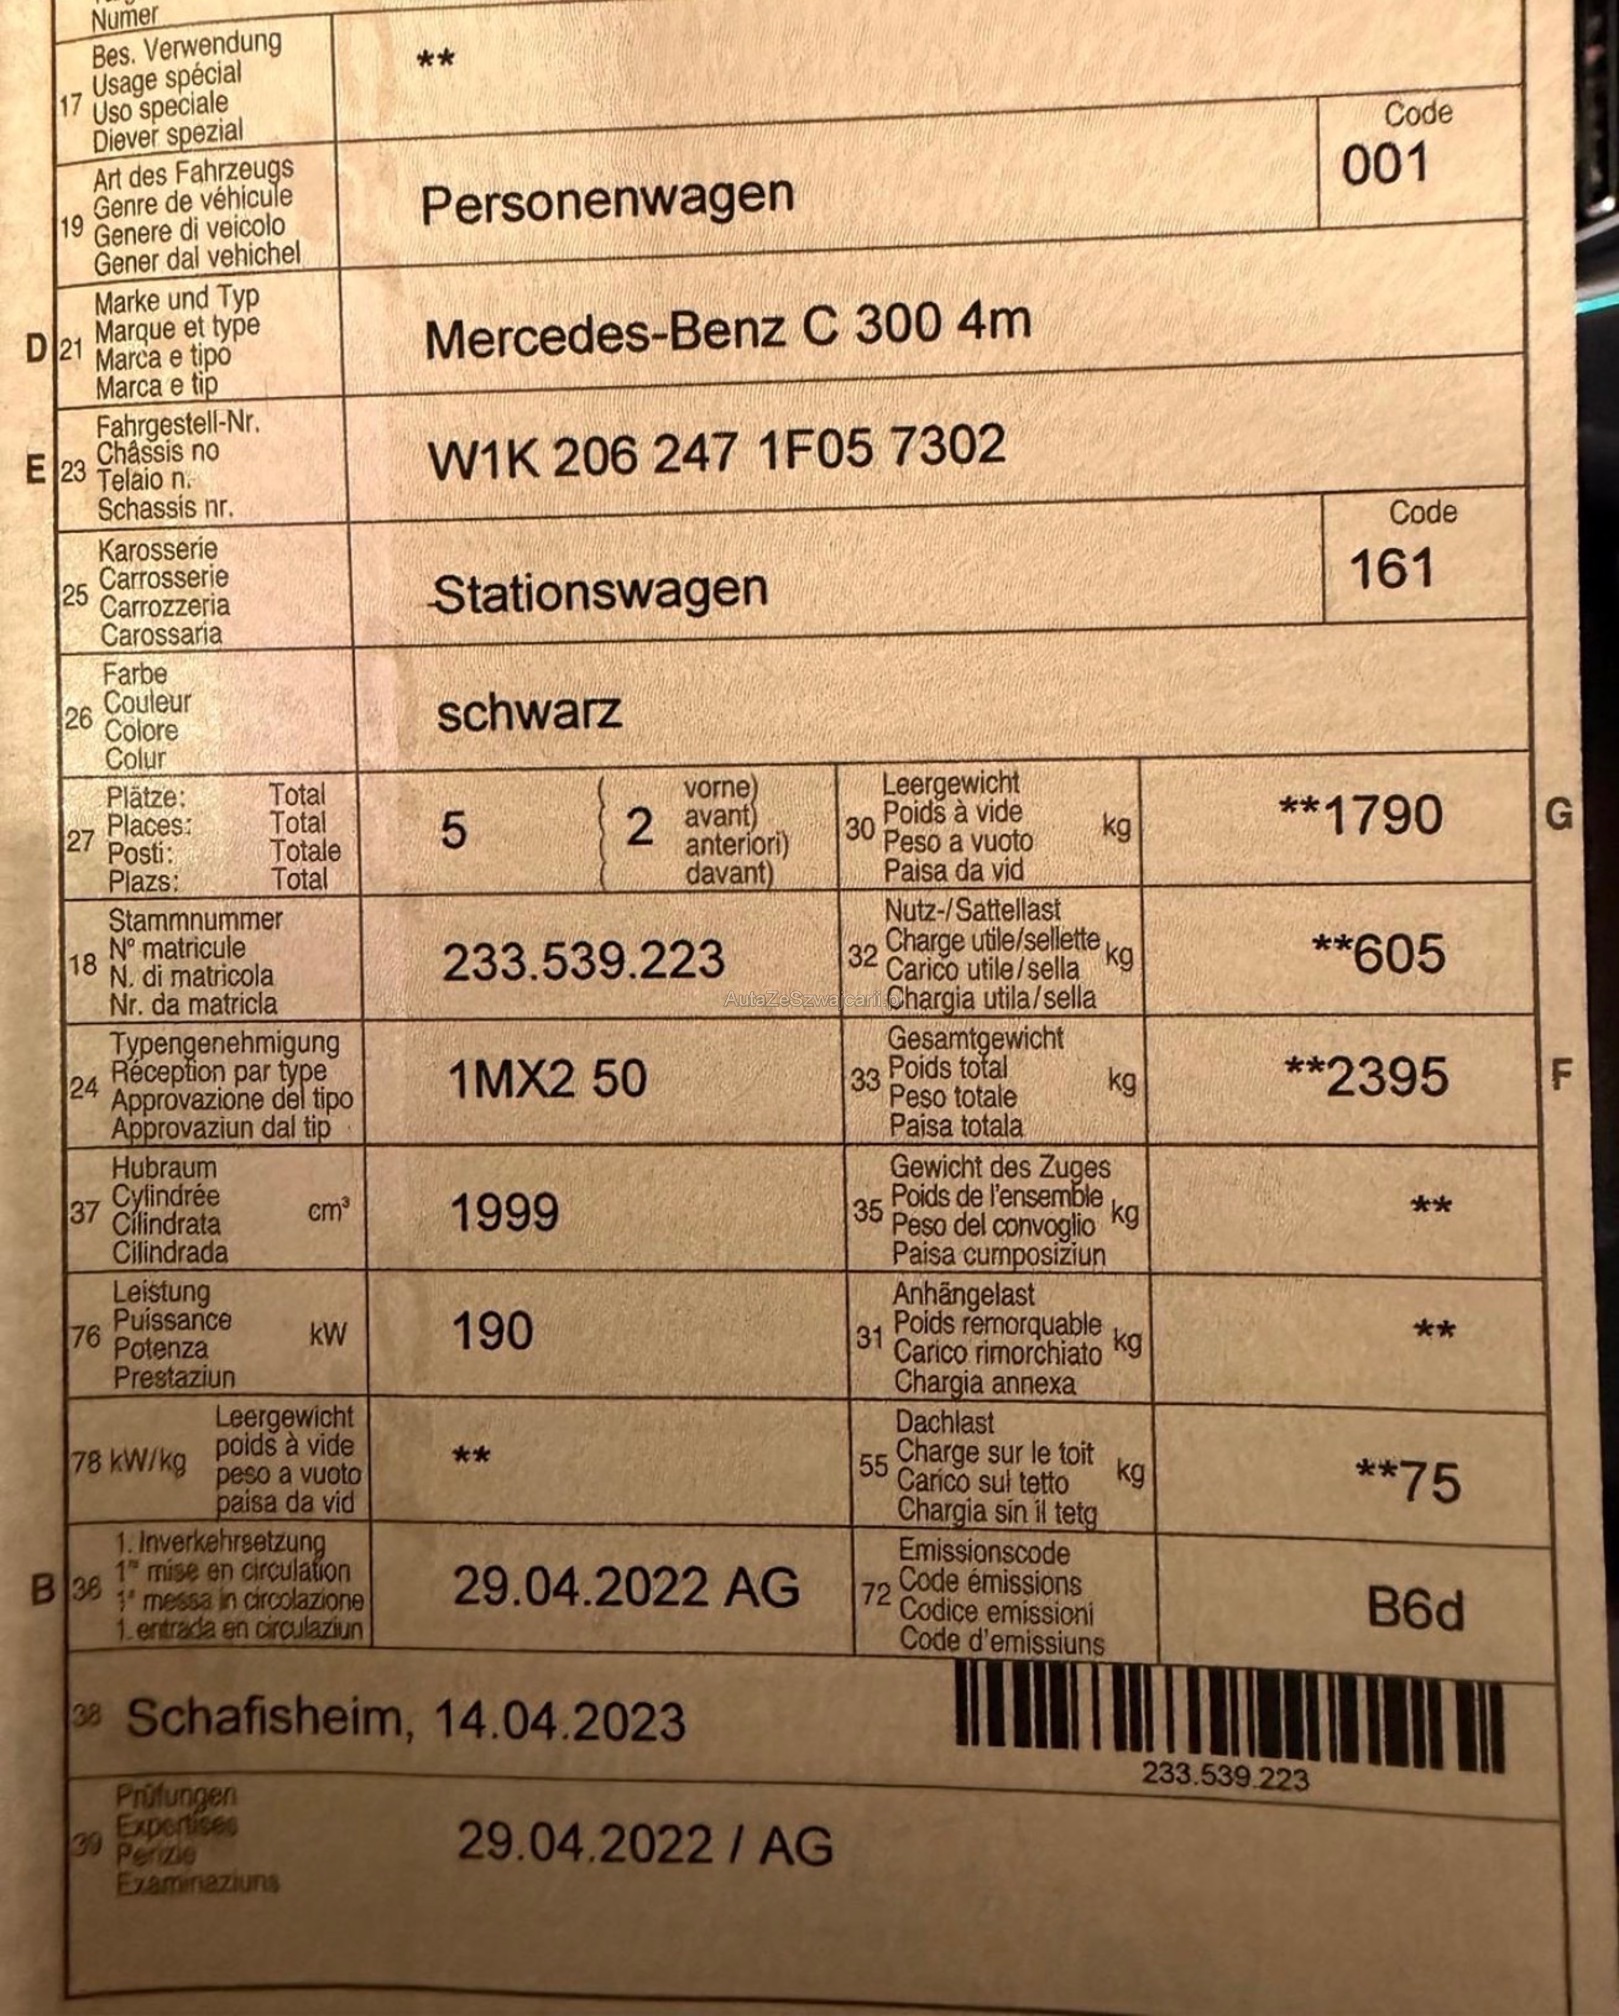 Numer
17 Bes. Verwendung
Usage spécial
Uso speciale
Diever spezial
**
19 Art des Fahrzeugs
Genre de véhicule
Genere di veicolo
Gener dal vehichel
Personenwagen
Code
001
D 21 Marke und Typ
Marque et type
Marca e tipo
Marca e tip
Mercedes-Benz C 300 4m
E 23 Fahrgestell-Nr.
Châssis no
Telaio n.
Schassis nr.
W1K 206 247 1F05 7302
25 Karosserie
Carrosserie
Carrozzeria
Carossaria
Stationswagen
Code
161
26 Farbe
Couleur
Colore
Colur
schwarz
27 Plätze: Total
Places: Total
Posti: Totale
Plazs: Total
5 ( 2 vorne)
avant)
anteriori)
davant)
30 Leergewicht
Poids à vide
Peso a vuoto
Paisa da vid
kg
**1790 G
18 Stammnummer
N° matricule
N. di matricola
Nr. da matricla
233.539.223
32 Nutz-/Sattellast
Charge utile/sellette
Carico utile/sella
Chargia utila/sella
kg
**605
AutaZeSzwajcarii.pl
24 Typengenehmigung
Réception par type
Approvazione del tipo
Approvaziun dal tip
1MX2 50
33 Gesamtgewicht
Poids total
Peso totale
Paisa totala
kg
**2395 F
37 Hubraum
Cylindrée
Cilindrata
Cilindrada
cm³
1999
35 Gewicht des Zuges
Poids de l'ensemble
Peso del convoglio
Paisa cumposiziun
kg
**
76 Leistung
Puissance
Potenza
Prestaziun
kW
190
31 Anhängelast
Poids remorquable
Carico rimorchiato
Chargia annexa
kg
**
78 kW/kg Leergewicht
poids à vide
peso a vuoto
paisa da vid
**
55 Dachlast
Charge sur le toit
Carico sul tetto
Chargia sin il tetg
kg
**75
B 36 1. Inverkehrsetzung
1re mise en circulation
1a messa in circolazione
1. entrada en circulaziun
29.04.2022 AG
72 Emissionscode
Code émissions
Codice emissioni
Code d'emissiuns
B6d
38 Schafisheim, 14.04.2023
233.539.223
39 Prüfungen
Expertises
Perizie
Examinaziuns
29.04.2022 / AG